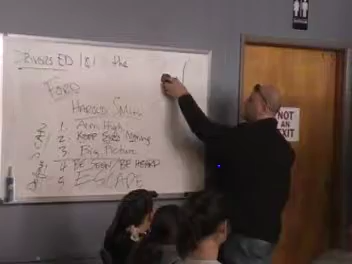 Drivers ED 101 the
FORD
HAROLD Smith
1. Aim High
2. KEEP Eyes Moving
3. Big Picture
4. BE SEEN/BE HEARD
5 ESCAPE
NOT
AN
EXIT